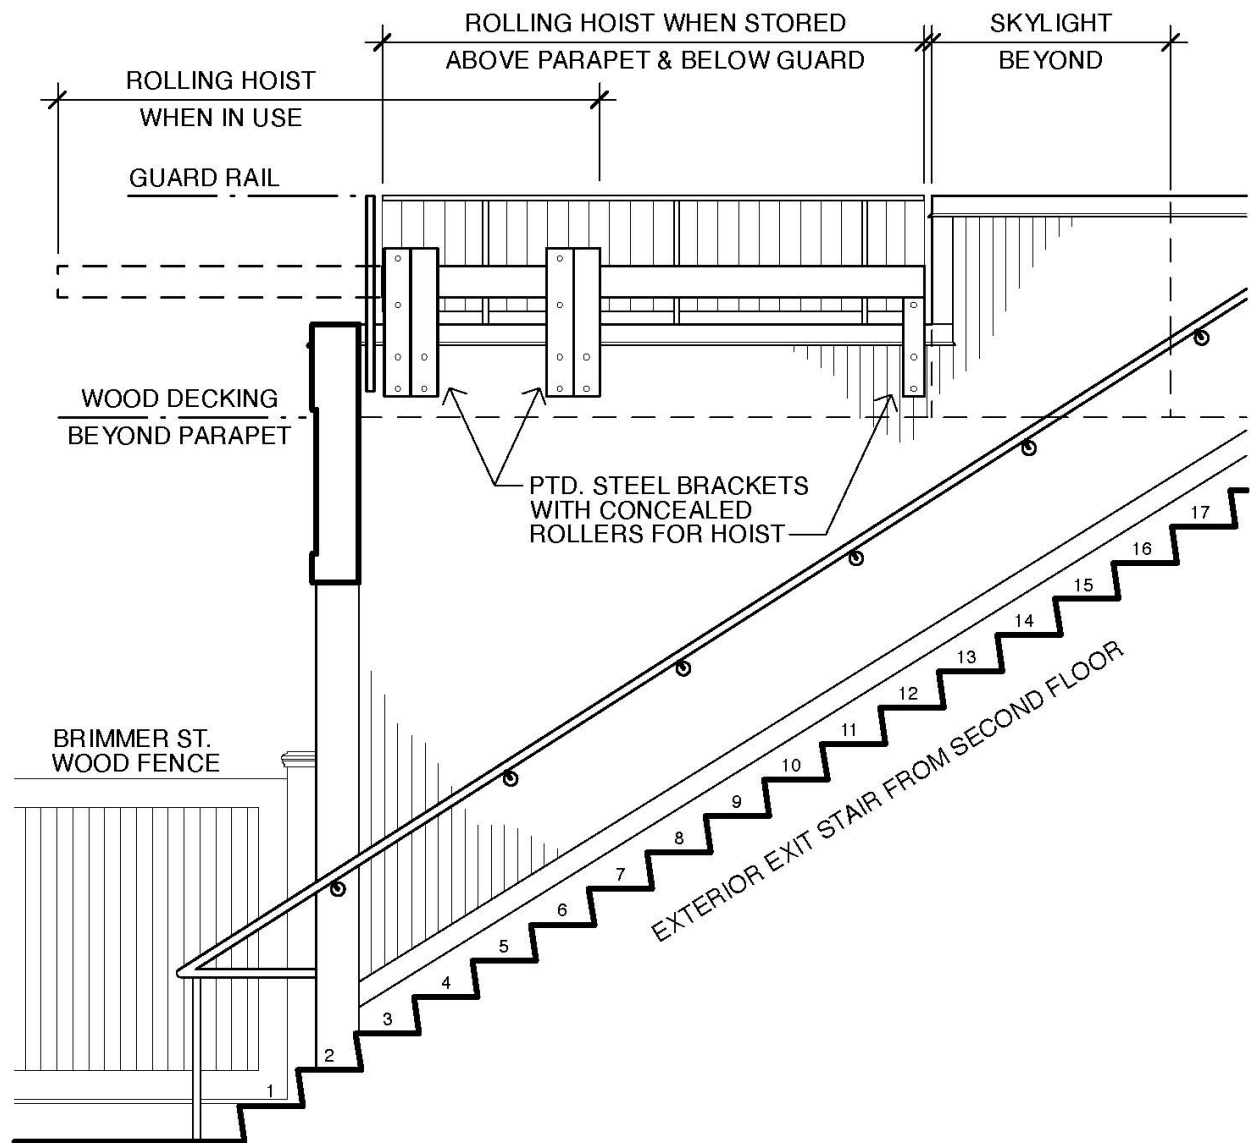 ROLLING HOIST WHEN STORED
ABOVE PARAPET & BELOW GUARD
SKYLIGHT
BEYOND
ROLLING HOIST
WHEN IN USE
GUARD RAIL
WOOD DECKING
BEYOND PARAPET
PTD. STEEL BRACKETS
WITH CONCEALED
ROLLERS FOR HOIST
BRIMMER ST.
WOOD FENCE
EXTERIOR EXIT STAIR FROM SECOND FLOOR
17
16
15
14
13
12
11
10
9
8
7
6
5
4
3
2
1